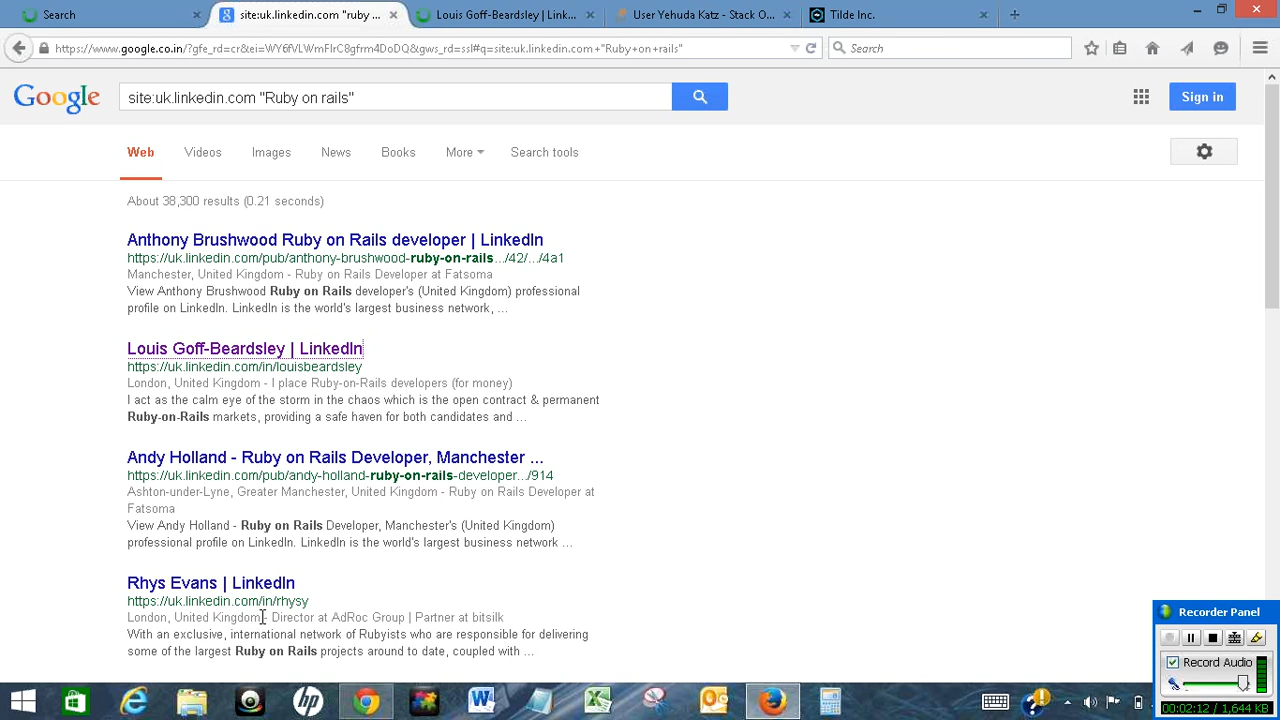 Search
site:uk.linkedin.com "ruby ...
Louis Goff-Beardsley | Link...
User Yehuda Katz - Stack O...
Tilde Inc.
https://www.google.co.in/?gfe_rd=cr&ei=WY6fVLWmFIrC8gfrm4DoDQ&gws_rd=ssl#q=site:uk.linkedin.com+"Ruby+on+rails"
Search
Google
site:uk.linkedin.com "Ruby on rails"
Sign in
Web Videos Images News Books More Search tools
About 38,300 results (0.21 seconds)
Anthony Brushwood Ruby on Rails developer | LinkedIn
https://uk.linkedin.com/pub/anthony-brushwood-ruby-on-rails.../42/.../4a1
Manchester, United Kingdom - Ruby on Rails Developer at Fatsoma
View Anthony Brushwood Ruby on Rails developer's (United Kingdom) professional
profile on LinkedIn. LinkedIn is the world's largest business network, ...
Louis Goff-Beardsley | LinkedIn
https://uk.linkedin.com/in/louisbeardsley
London, United Kingdom - I place Ruby-on-Rails developers (for money)
I act as the calm eye of the storm in the chaos which is the open contract & permanent
Ruby-on-Rails markets, providing a safe haven for both candidates and ...
Andy Holland - Ruby on Rails Developer, Manchester ...
https://uk.linkedin.com/pub/andy-holland-ruby-on-rails-developer.../914
Ashton-under-Lyne, Greater Manchester, United Kingdom - Ruby on Rails Developer at
Fatsoma
View Andy Holland - Ruby on Rails Developer, Manchester's (United Kingdom)
professional profile on LinkedIn. LinkedIn is the world's largest business network ...
Rhys Evans | LinkedIn
https://uk.linkedin.com/in/rhysy
London, United Kingdom - Director at AdRoc Group | Partner at bitsilk
With an exclusive, international network of Rubyists who are responsible for delivering
some of the largest Ruby on Rails projects around to date, coupled with ...
Recorder Panel
Record Audio
00:02:12 / 1,644 KB